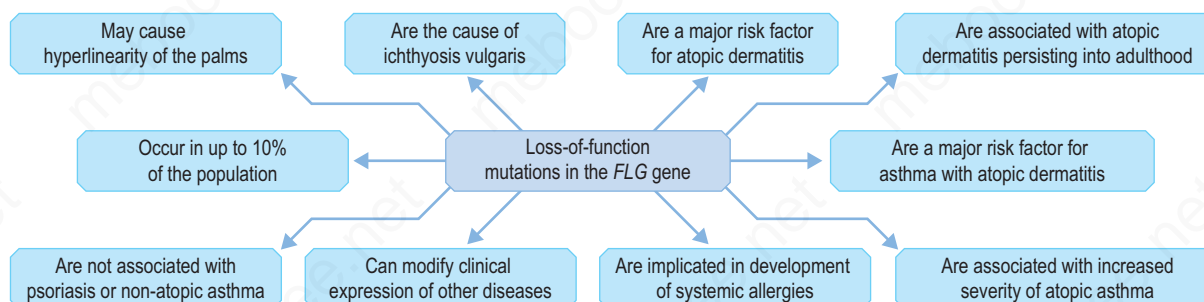 May cause
hyperlinearity of the palms
Are the cause of
ichthyosis vulgaris
Are a major risk factor
for atopic dermatitis
Are associated with atopic
dermatitis persisting into adulthood
Occur in up to 10%
of the population
Loss-of-function
mutations in the FLG gene
Are a major risk factor for
asthma with atopic dermatitis
Are not associated with
psoriasis or non-atopic asthma
Can modify clinical
expression of other diseases
Are implicated in development
of systemic allergies
Are associated with increased
severity of atopic asthma